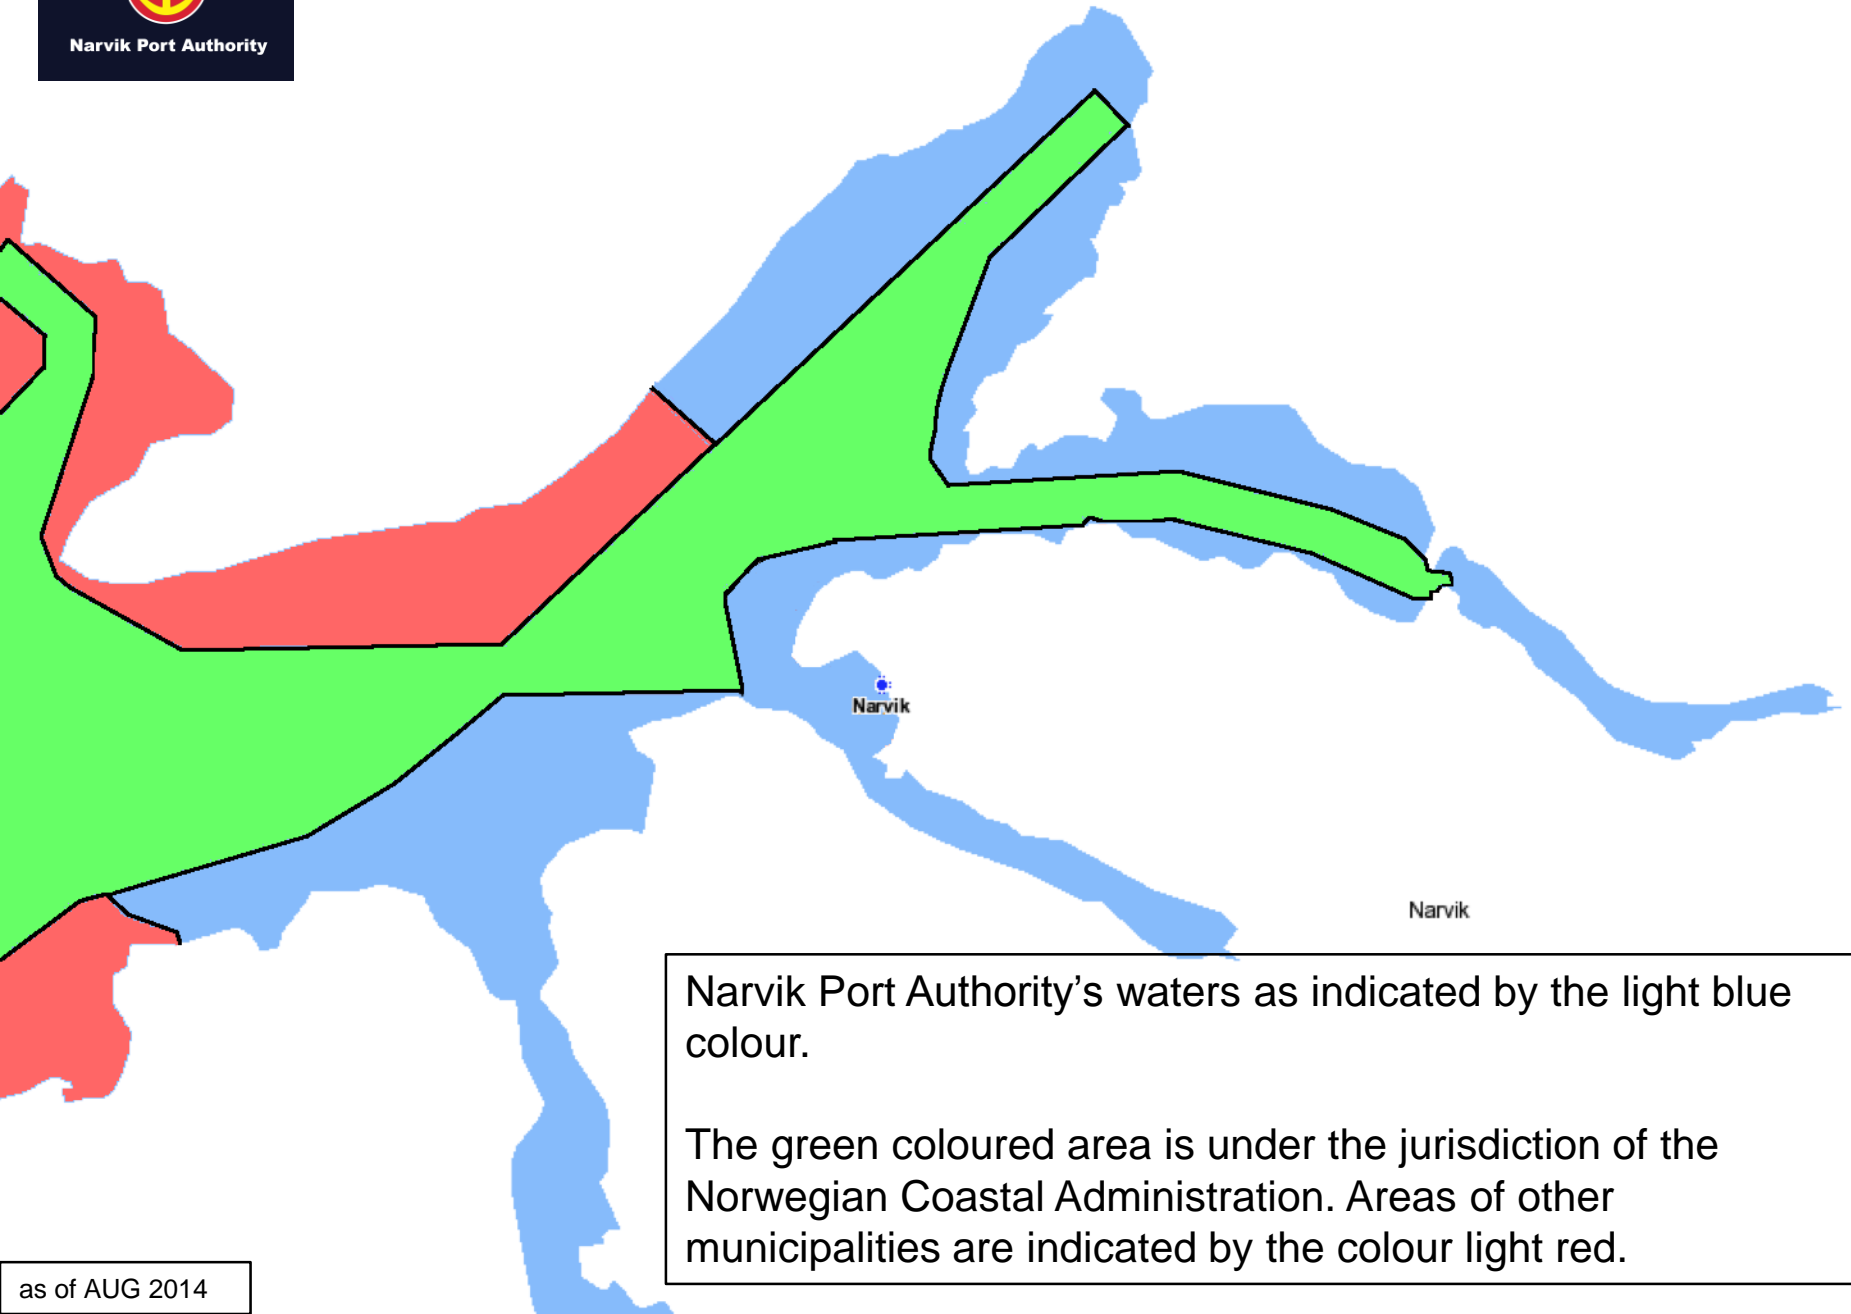 Narvik Port Authority
Narvik
Narvik
Narvik Port Authority’s waters as indicated by the light blue
colour.
The green coloured area is under the jurisdiction of the
Norwegian Coastal Administration. Areas of other
municipalities are indicated by the colour light red.
as of AUG 2014